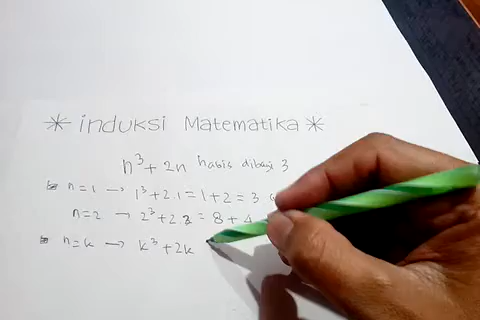 * induksi Matematika *
n³ + 2n habis dibagi 3
n = 1 → 1³ + 2.1 = 1 + 2 = 3
n = 2 → 2³ + 2.2 = 8 + 4
n = k → k³ + 2k